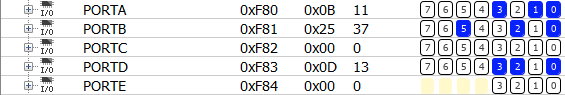 I/O PORTA 0xF80 0x0B 11 7 6 5 4 3 2 1 0
I/O PORTB 0xF81 0x25 37 7 6 5 4 3 2 1 0
I/O PORTC 0xF82 0x00 0 7 6 5 4 3 2 1 0
I/O PORTD 0xF83 0x0D 13 7 6 5 4 3 2 1 0
I/O PORTE 0xF84 0x00 0 3 2 1 0